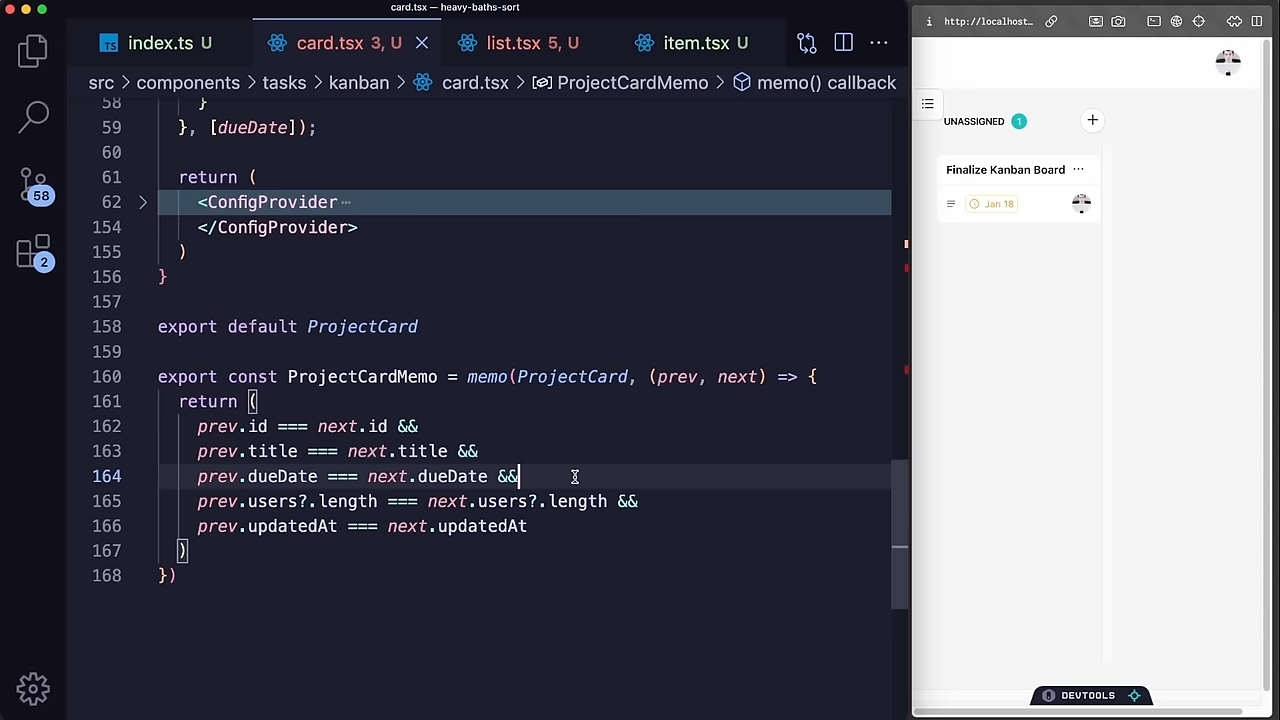 card.tsx — heavy-baths-sort
TS index.ts U
card.tsx 3, U
list.tsx 5, U
item.tsx U
src > components > tasks > kanban > card.tsx > ProjectCardMemo > memo() callback
58 }
59 }, [dueDate]);
60
61 return (
62 <ConfigProvider ...
154 </ConfigProvider>
155 )
156 }
157
158 export default ProjectCard
159
160 export const ProjectCardMemo = memo(ProjectCard, (prev, next) => {
161 return (
162 prev.id === next.id &&
163 prev.title === next.title &&
164 prev.dueDate === next.dueDate &&
165 prev.users?.length === next.users?.length &&
166 prev.updatedAt === next.updatedAt
167 )
168 })
58
2
http://localhost…
UNASSIGNED 1
Finalize Kanban Board
Jan 18
DEVTOOLS